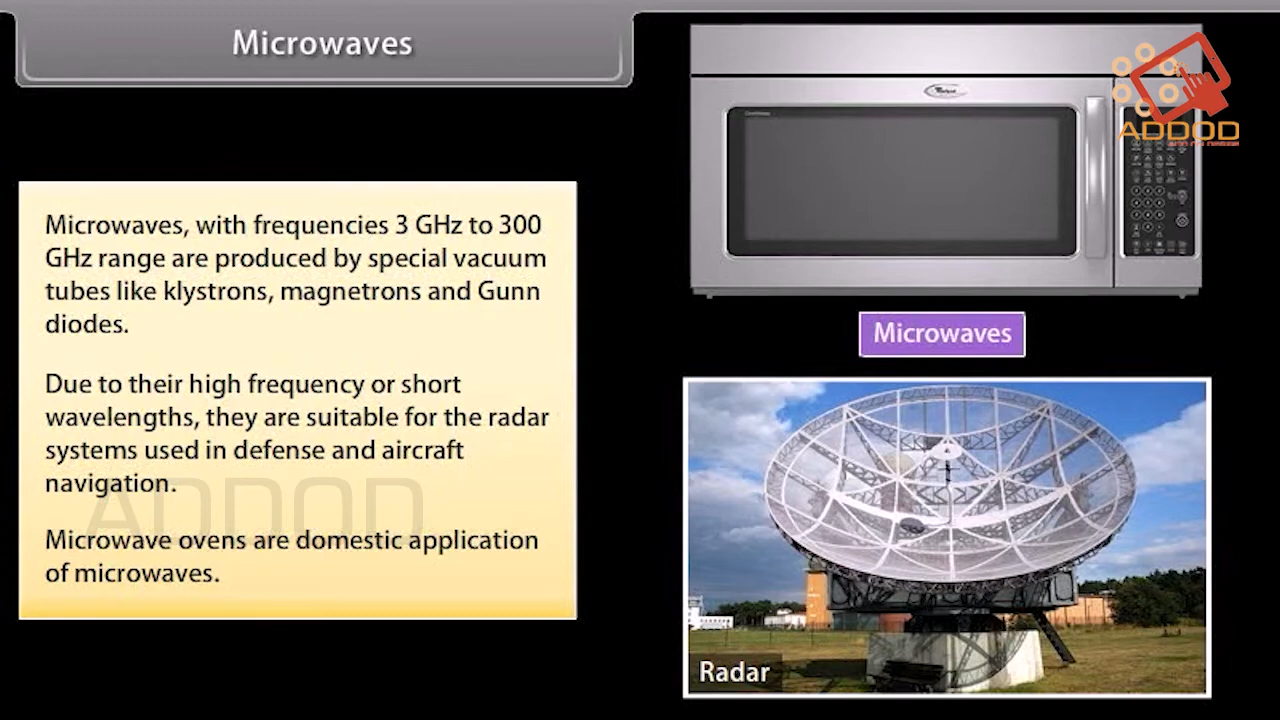 Microwaves
Microwaves, with frequencies 3 GHz to 300
GHz range are produced by special vacuum
tubes like klystrons, magnetrons and Gunn
diodes.
Due to their high frequency or short
wavelengths, they are suitable for the radar
systems used in defense and aircraft
navigation.
Microwave ovens are domestic application
of microwaves.
ADDOD
ADDOD
Microwaves
Radar